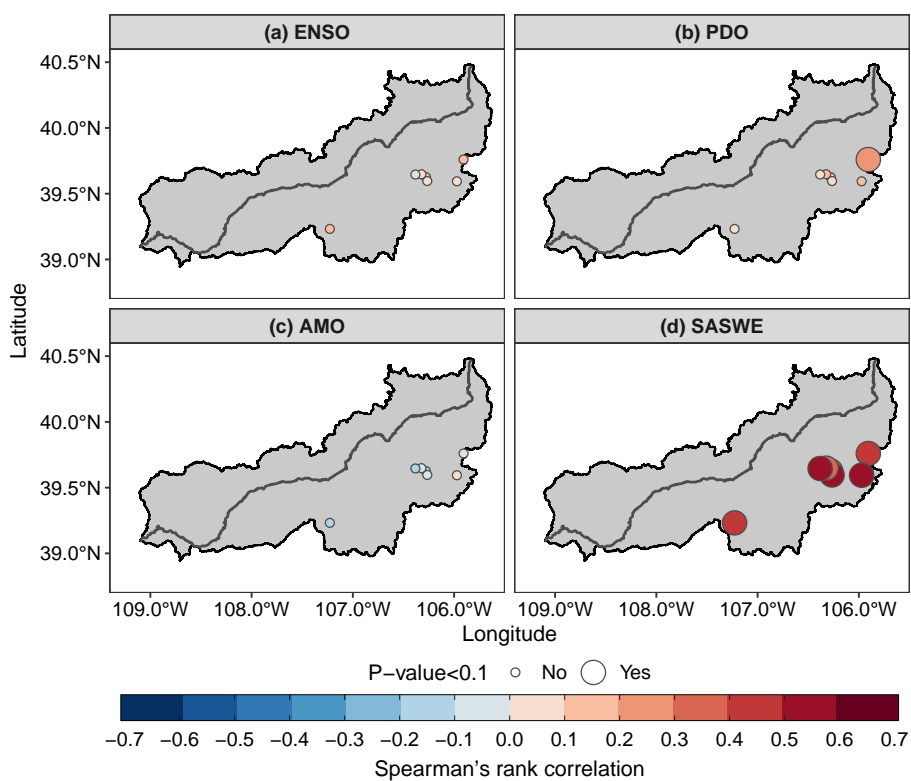 (a) ENSO
(b) PDO
40.5°N
40.0°N
39.5°N
39.0°N
(c) AMO
(d) SASWE
40.5°N
40.0°N
39.5°N
39.0°N
Latitude
109.0°W 108.0°W 107.0°W 106.0°W 109.0°W 108.0°W 107.0°W 106.0°W
Longitude
P−value<0.1 No Yes
−0.7 −0.6 −0.5 −0.4 −0.3 −0.2 −0.1 0.0 0.1 0.2 0.3 0.4 0.5 0.6 0.7
Spearman's rank correlation